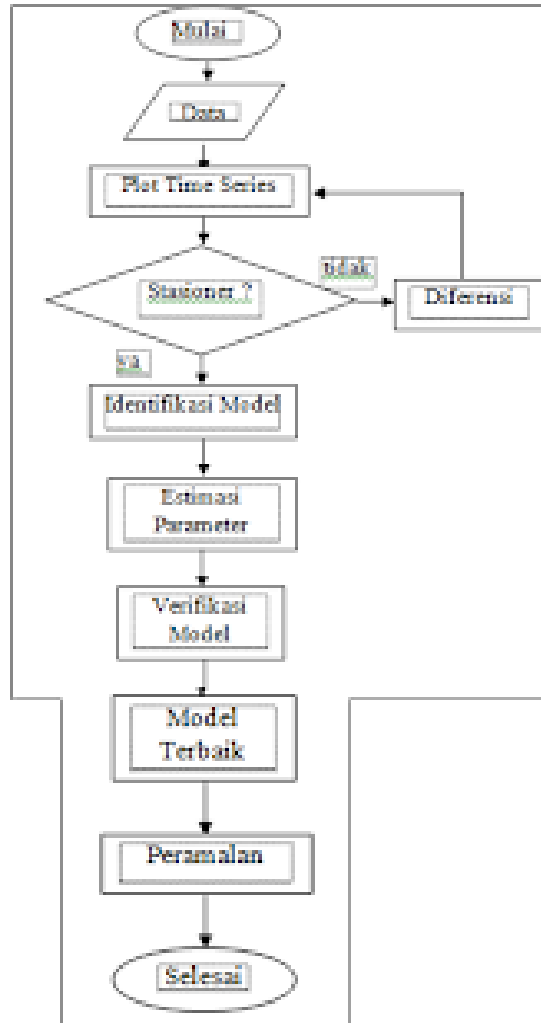 Mulai
Data
Plot Time Series
Stasioner ?
tidak
Diferensi
ya
Identifikasi Model
Estimasi
Parameter
Verifikasi
Model
Model
Terbaik
Peramalan
Selesai